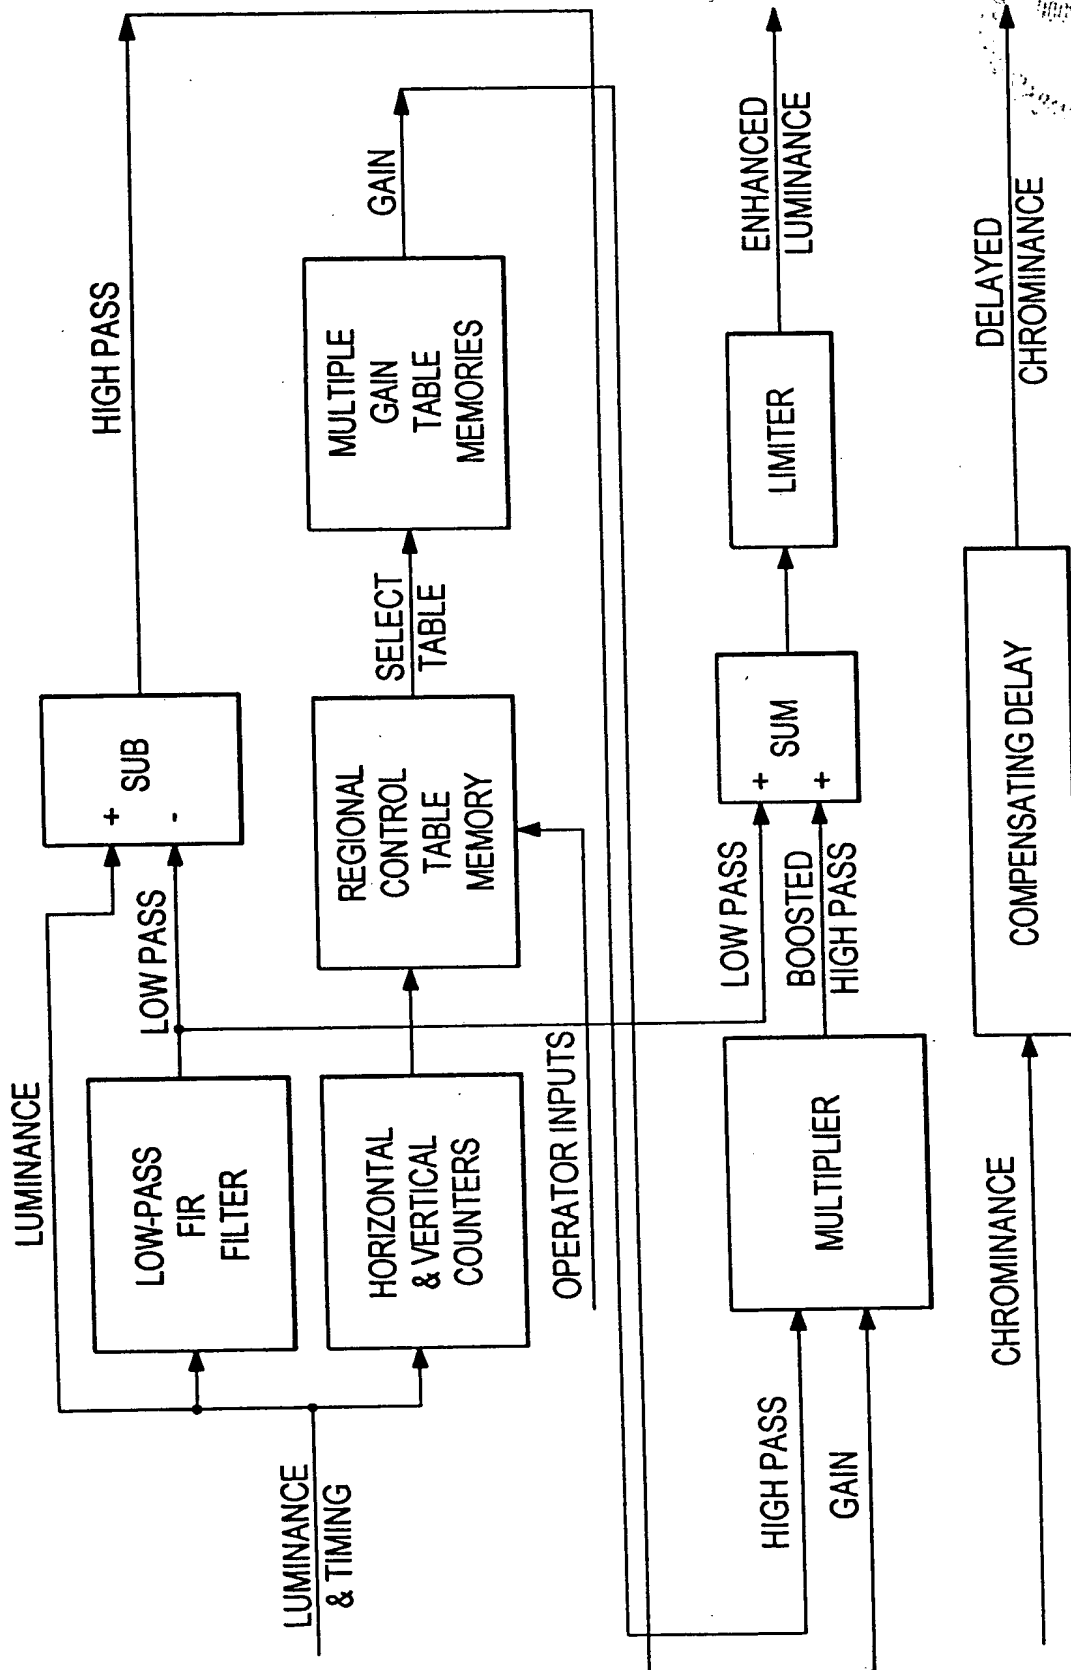 LUMINANCE
& TIMING
LUMINANCE
LOW-PASS
FIR
FILTER
LOW PASS
+
-
SUB
HIGH PASS
HORIZONTAL
& VERTICAL
COUNTERS
REGIONAL
CONTROL
TABLE
MEMORY
SELECT
TABLE
MULTIPLE
GAIN
TABLE
MEMORIES
GAIN
OPERATOR INPUTS
HIGH PASS
GAIN
MULTIPLIER
LOW PASS
BOOSTED
HIGH PASS
+
+
SUM
LIMITER
ENHANCED
LUMINANCE
CHROMINANCE
COMPENSATING DELAY
DELAYED
CHROMINANCE